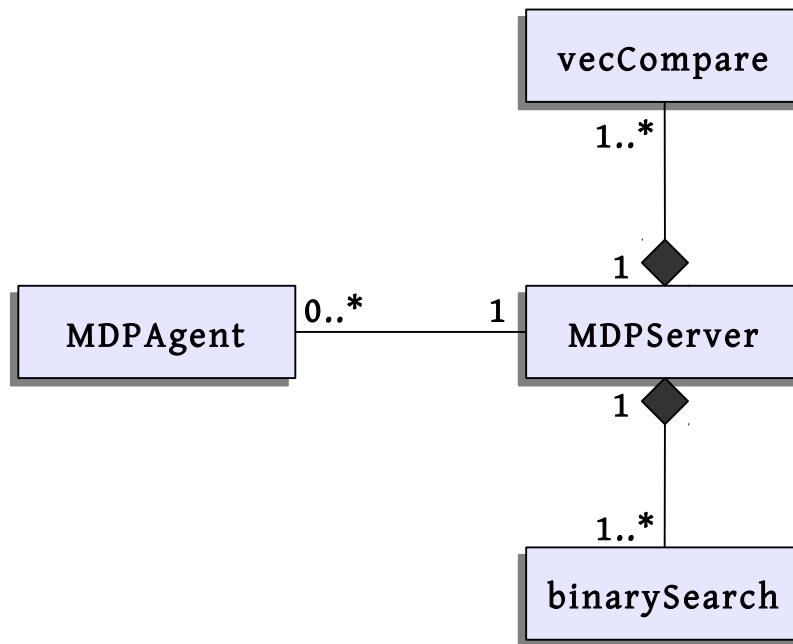 vecCompare
1..*
1
MDPAgent
0..*
1
MDPServer
1
1..*
binarySearch